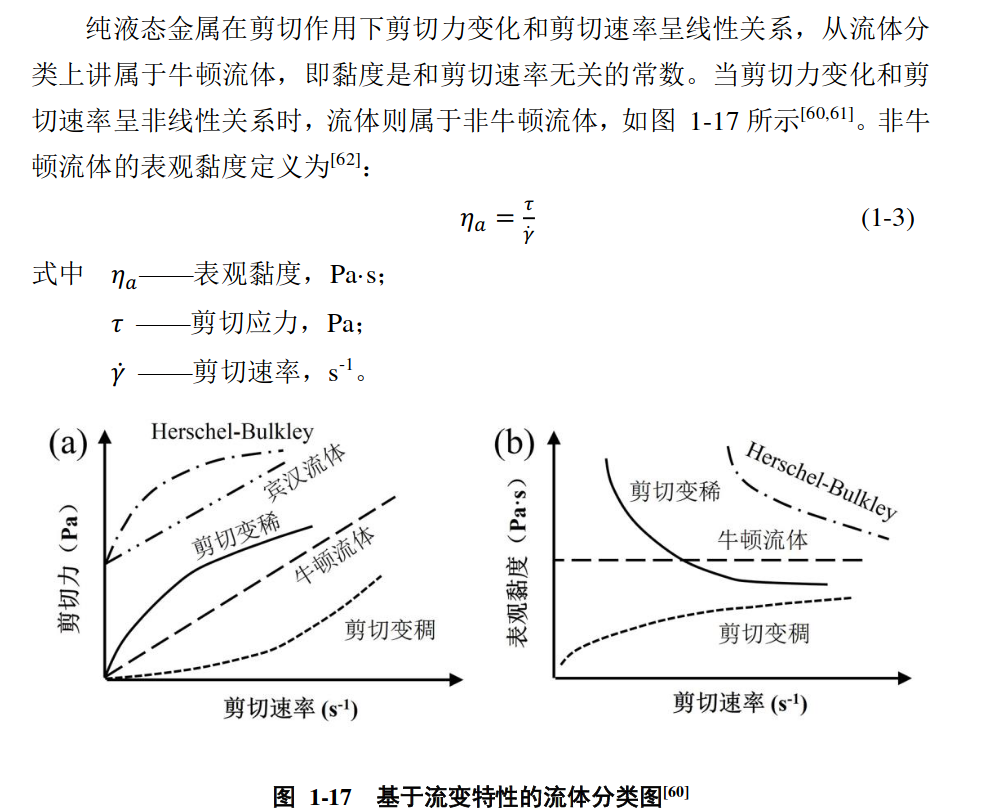 纯液态金属在剪切作用下剪切力变化和剪切速率呈线性关系，从流体分
类上讲属于牛顿流体，即黏度是和剪切速率无关的常数。当剪切力变化和剪
切速率呈非线性关系时，流体则属于非牛顿流体，如图 1-17 所示[60,61]。非牛
顿流体的表观黏度定义为[62]：
η_a = τ/γ̇ (1-3)
式中 η_a——表观黏度，Pa·s；
τ ——剪切应力，Pa；
γ̇ ——剪切速率，s⁻¹。
(a)
Herschel-Bulkley
宾汉流体
剪切变稀
牛顿流体
剪切变稠
剪切力（Pa）
剪切速率 (s⁻¹)
(b)
Herschel-Bulkley
剪切变稀
牛顿流体
剪切变稠
表观黏度（Pa·s）
剪切速率 (s⁻¹)
图 1-17 基于流变特性的流体分类图[60]